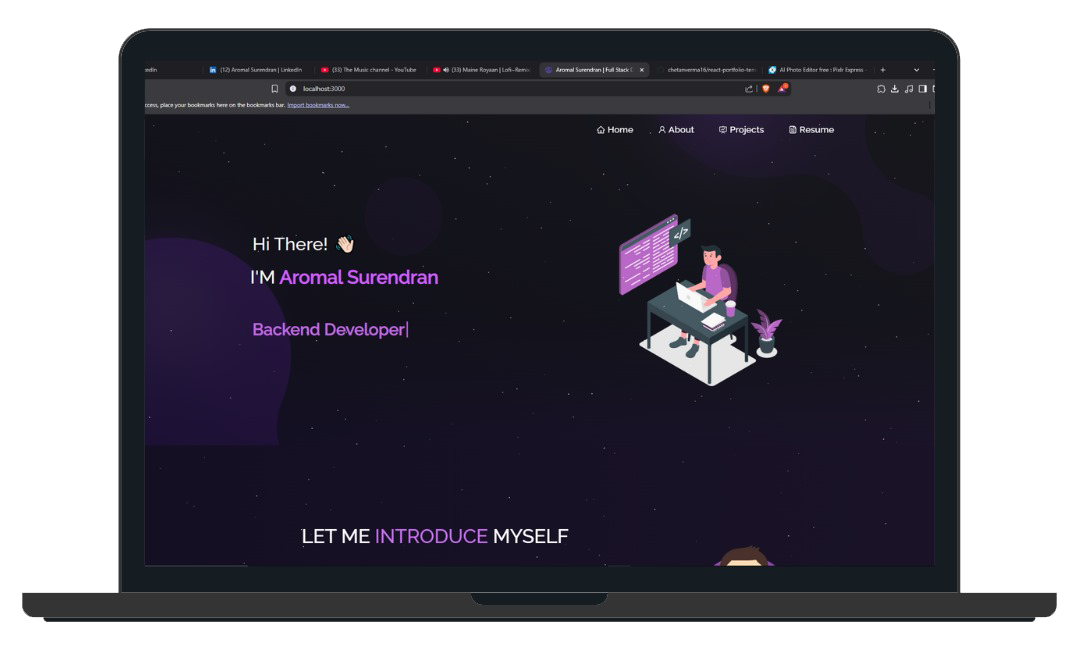 edin
(12) Aromal Surendran | LinkedIn
(33) The Music channel - YouTube
(33) Maine Royaan | Lofi-Remix
Aromal Surendran | Full Stack D
chetanverma16/react-portfolio-tem
AI Photo Editor free : Pixlr Express
localhost:3000
ccess, place your bookmarks here on the bookmarks bar. Import bookmarks now...
Home About Projects Resume
</>
Hi There!
I'M Aromal Surendran
Backend Developer|
LET ME INTRODUCE MYSELF